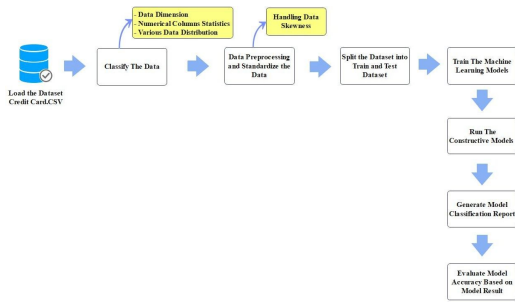 - Data Dimension
- Numerical Columns Statistics
- Various Data Distribution
Handling Data
Skewness
Load the Dataset
Credit Card.CSV
Classify The Data
Data Preprocessing
and Standardize the
Data
Split the Dataset into
Train and Test
Dataset
Train The Machine
Learning Models
Run The
Constructive Models
Generate Model
Classification Report
Evaluate Model
Accuracy Based on
Model Result